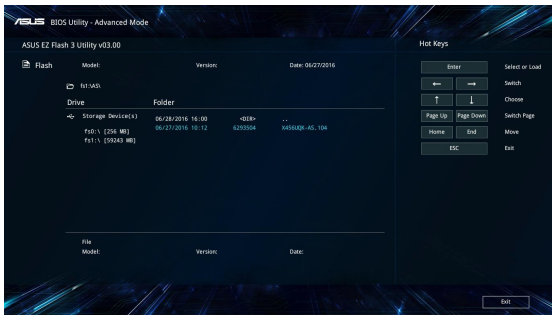 ASUS BIOS Utility - Advanced Mode
ASUS EZ Flash 3 Utility v03.00
Hot Keys
Flash
Model: Version: Date: 06/27/2016
Enter Select or Load
fs1:\AS\
← → Switch
Drive Folder
↑ ↓ Choose
Storage Device(s) 06/28/2016 16:00 <DIR> ..
Page Up Page Down Switch Page
fs0:\ [256 MB] 06/27/2016 10:12 6293504 X456UQK-AS.104
fs1:\ [59243 MB]
Home End Move
ESC Exit
File
Model: Version: Date:
Exit